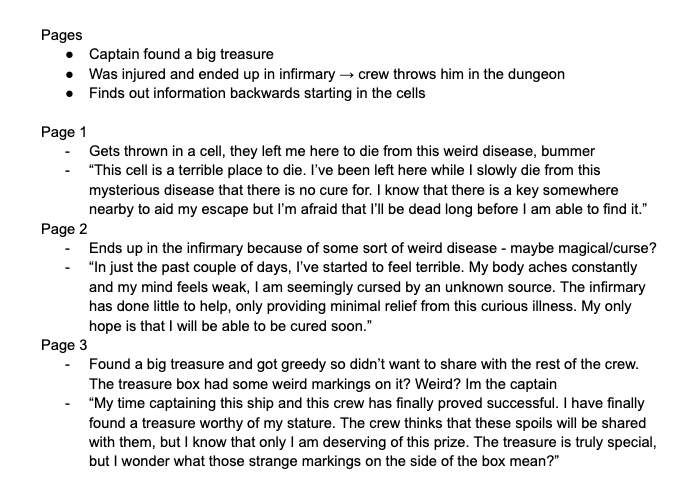 Pages
● Captain found a big treasure
● Was injured and ended up in infirmary → crew throws him in the dungeon
● Finds out information backwards starting in the cells
Page 1
- Gets thrown in a cell, they left me here to die from this weird disease, bummer
- “This cell is a terrible place to die. I’ve been left here while I slowly die from this
mysterious disease that there is no cure for. I know that there is a key somewhere
nearby to aid my escape but I’m afraid that I’ll be dead long before I am able to find it.”
Page 2
- Ends up in the infirmary because of some sort of weird disease - maybe magical/curse?
- “In just the past couple of days, I’ve started to feel terrible. My body aches constantly
and my mind feels weak, I am seemingly cursed by an unknown source. The infirmary
has done little to help, only providing minimal relief from this curious illness. My only
hope is that I will be able to be cured soon.”
Page 3
- Found a big treasure and got greedy so didn’t want to share with the rest of the crew.
The treasure box had some weird markings on it? Weird? Im the captain
- “My time captaining this ship and this crew has finally proved successful. I have finally
found a treasure worthy of my stature. The crew thinks that these spoils will be shared
with them, but I know that only I am deserving of this prize. The treasure is truly special,
but I wonder what those strange markings on the side of the box mean?”